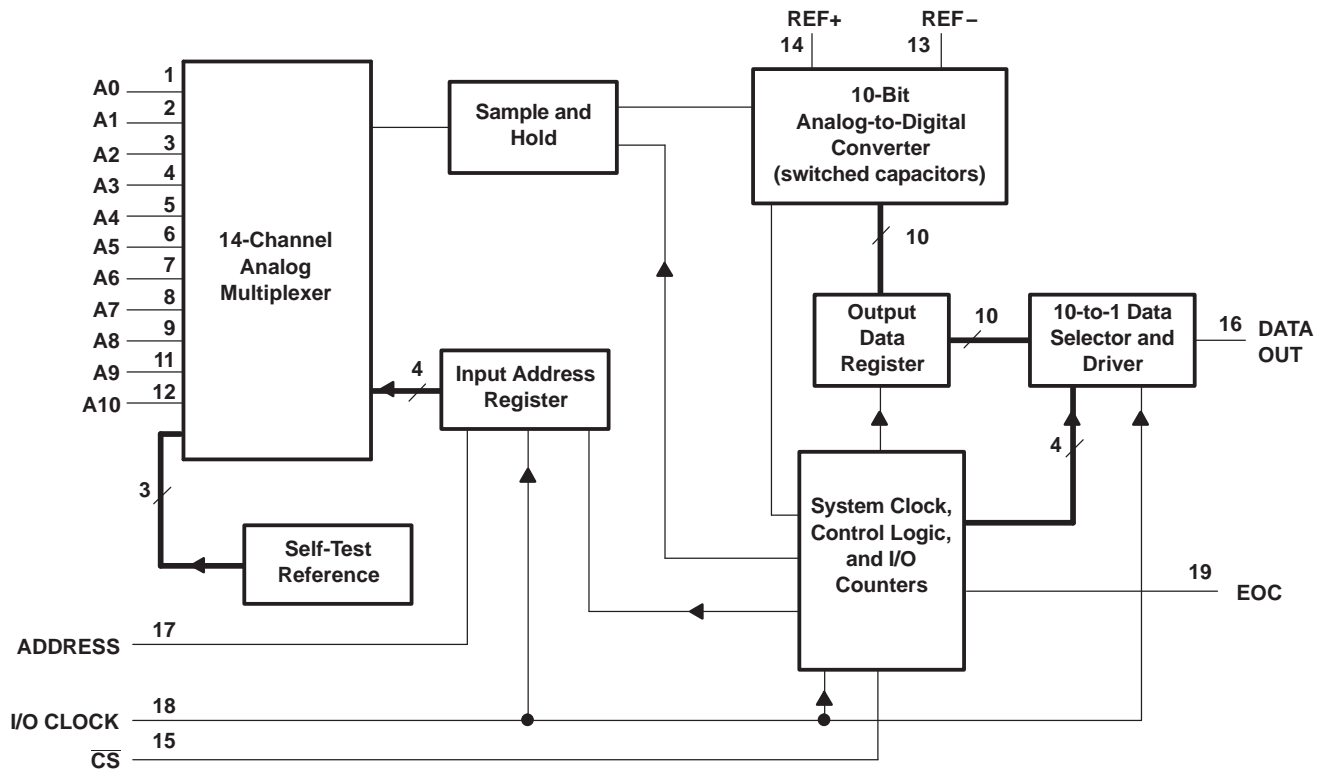 REF+
REF–
14
13
A0
1
A1
2
A2
3
A3
4
A4
5
A5
6
A6
7
A7
8
A8
9
A9
11
A10
12
14-Channel
Analog
Multiplexer
Sample and
Hold
10-Bit
Analog-to-Digital
Converter
(switched capacitors)
10
Output
Data
Register
10
10-to-1 Data
Selector and
Driver
16
DATA
OUT
4
Input Address
Register
4
3
Self-Test
Reference
System Clock,
Control Logic,
and I/O
Counters
19
EOC
ADDRESS
17
I/O CLOCK
18
CS
15